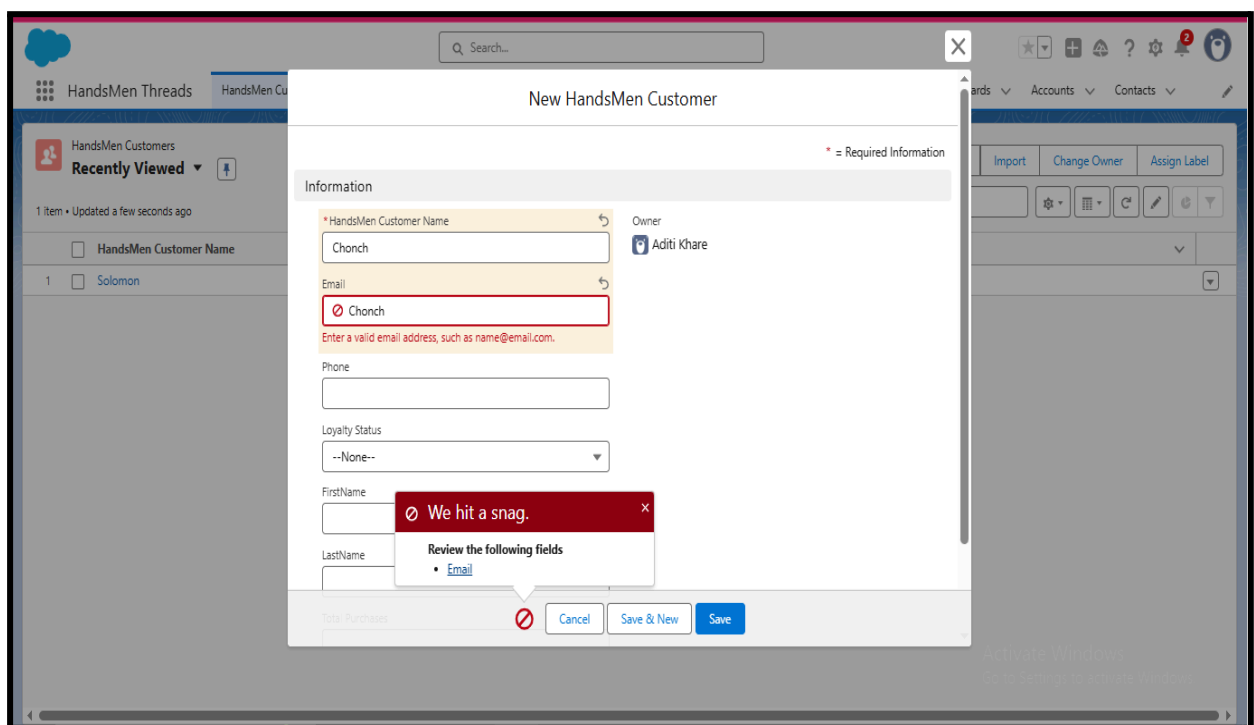 Search...
2
HandsMen Threads
HandsMen Cu
ards
Accounts
Contacts
New HandsMen Customer
* = Required Information
HandsMen Customers
Recently Viewed
Import
Change Owner
Assign Label
1 item • Updated a few seconds ago
HandsMen Customer Name
1
Solomon
Information
*HandsMen Customer Name
Chonch
Owner
Aditi Khare
Email
Chonch
Enter a valid email address, such as name@email.com.
Phone
Loyalty Status
--None--
FirstName
LastName
We hit a snag.
x
Review the following fields
• Email
Total Purchases
Cancel
Save & New
Save
Activate Windows
Go to Settings to activate Windows.